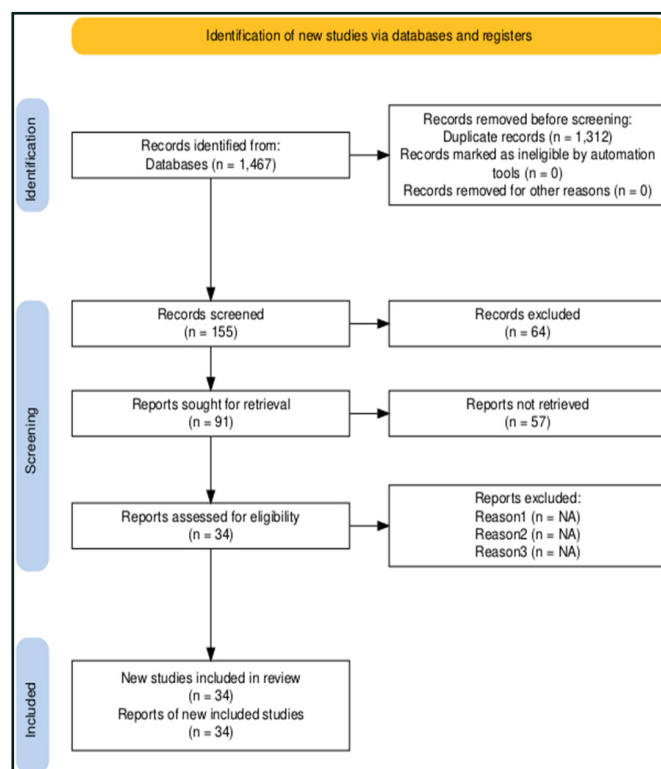 Identification of new studies via databases and registers
Identification
Records identified from:
Databases (n = 1,467)
Records removed before screening:
Duplicate records (n = 1,312)
Records marked as ineligible by automation
tools (n = 0)
Records removed for other reasons (n = 0)
Screening
Records screened
(n = 155)
Records excluded
(n = 64)
Reports sought for retrieval
(n = 91)
Reports not retrieved
(n = 57)
Reports assessed for eligibility
(n = 34)
Reports excluded:
Reason1 (n = NA)
Reason2 (n = NA)
Reason3 (n = NA)
Included
New studies included in review
(n = 34)
Reports of new included studies
(n = 34)